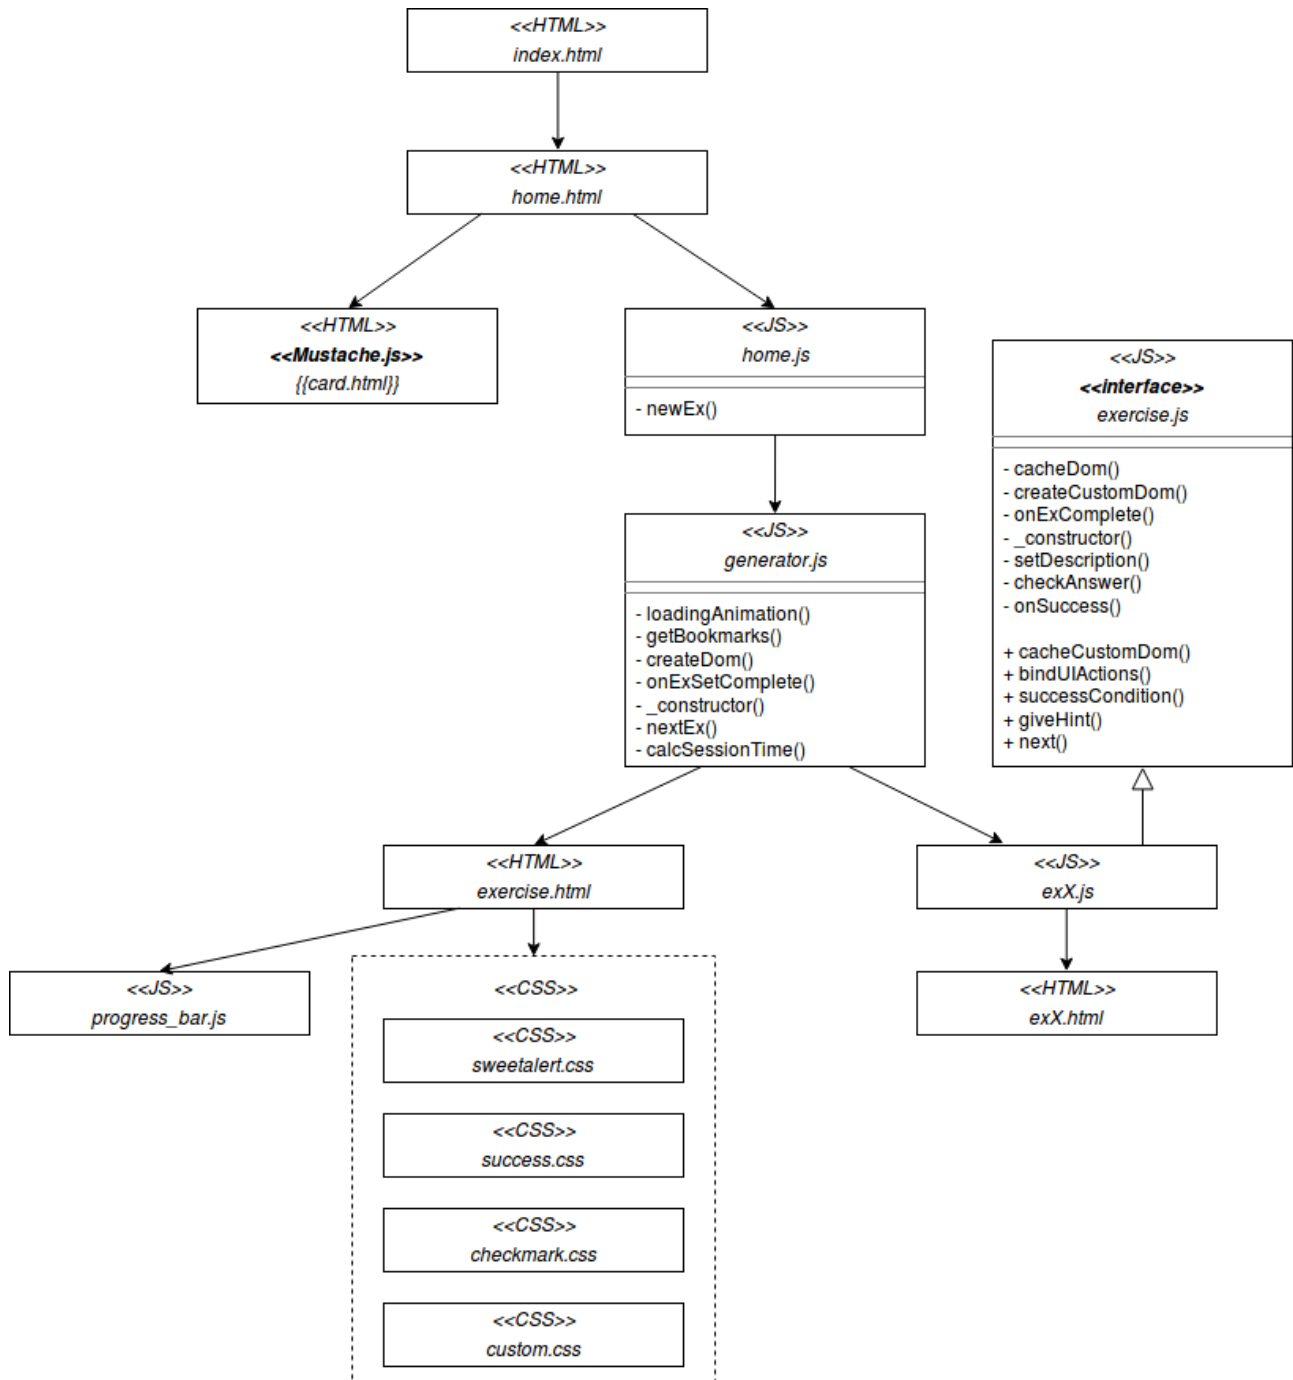 <<HTML>>
index.html
<<HTML>>
home.html
<<HTML>>
<<Mustache.js>>
{{card.html}}
<<JS>>
home.js
- newEx()
<<JS>>
<<interface>>
exercise.js
- cacheDom()
- createCustomDom()
- onExComplete()
- _constructor()
- setDescription()
- checkAnswer()
- onSuccess()
+ cacheCustomDom()
+ bindUIActions()
+ successCondition()
+ giveHint()
+ next()
<<JS>>
generator.js
- loadingAnimation()
- getBookmarks()
- createDom()
- onExSetComplete()
- _constructor()
- nextEx()
- calcSessionTime()
<<HTML>>
exercise.html
<<JS>>
exX.js
<<JS>>
progress_bar.js
<<CSS>>
<<CSS>>
sweetalert.css
<<CSS>>
success.css
<<CSS>>
checkmark.css
<<CSS>>
custom.css
<<HTML>>
exX.html